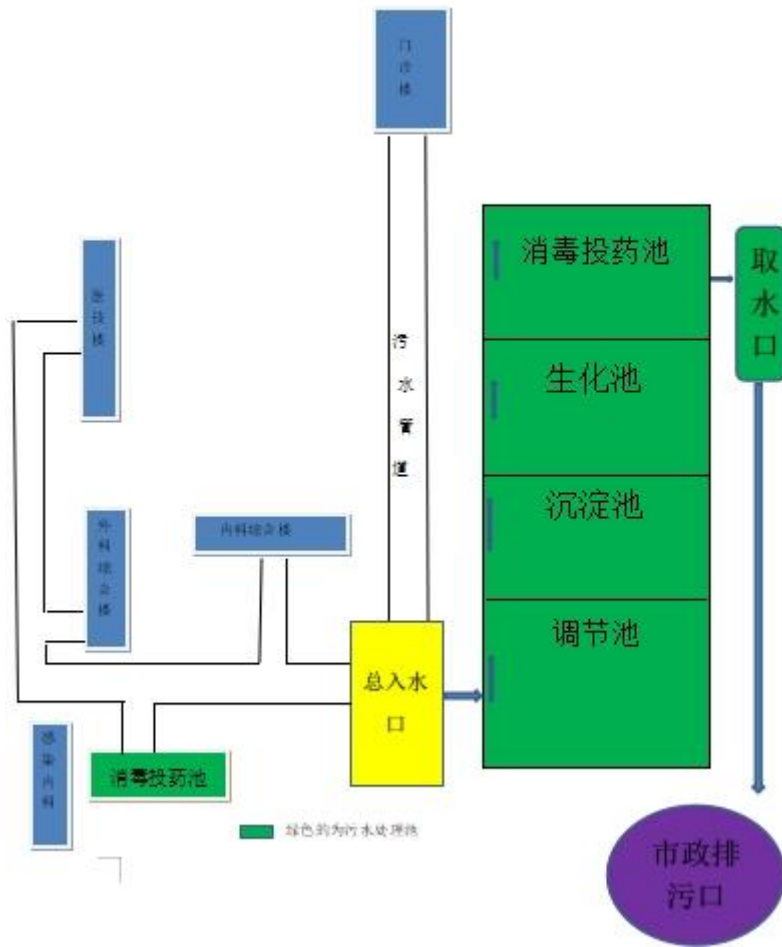 门诊楼
消毒投药池
取水口
医技楼
污水管道
生化池
沉淀池
外科综合楼
内科综合楼
调节池
总入水
口
感染内科
消毒投药池
绿色的为污水处理池
市政排
污口